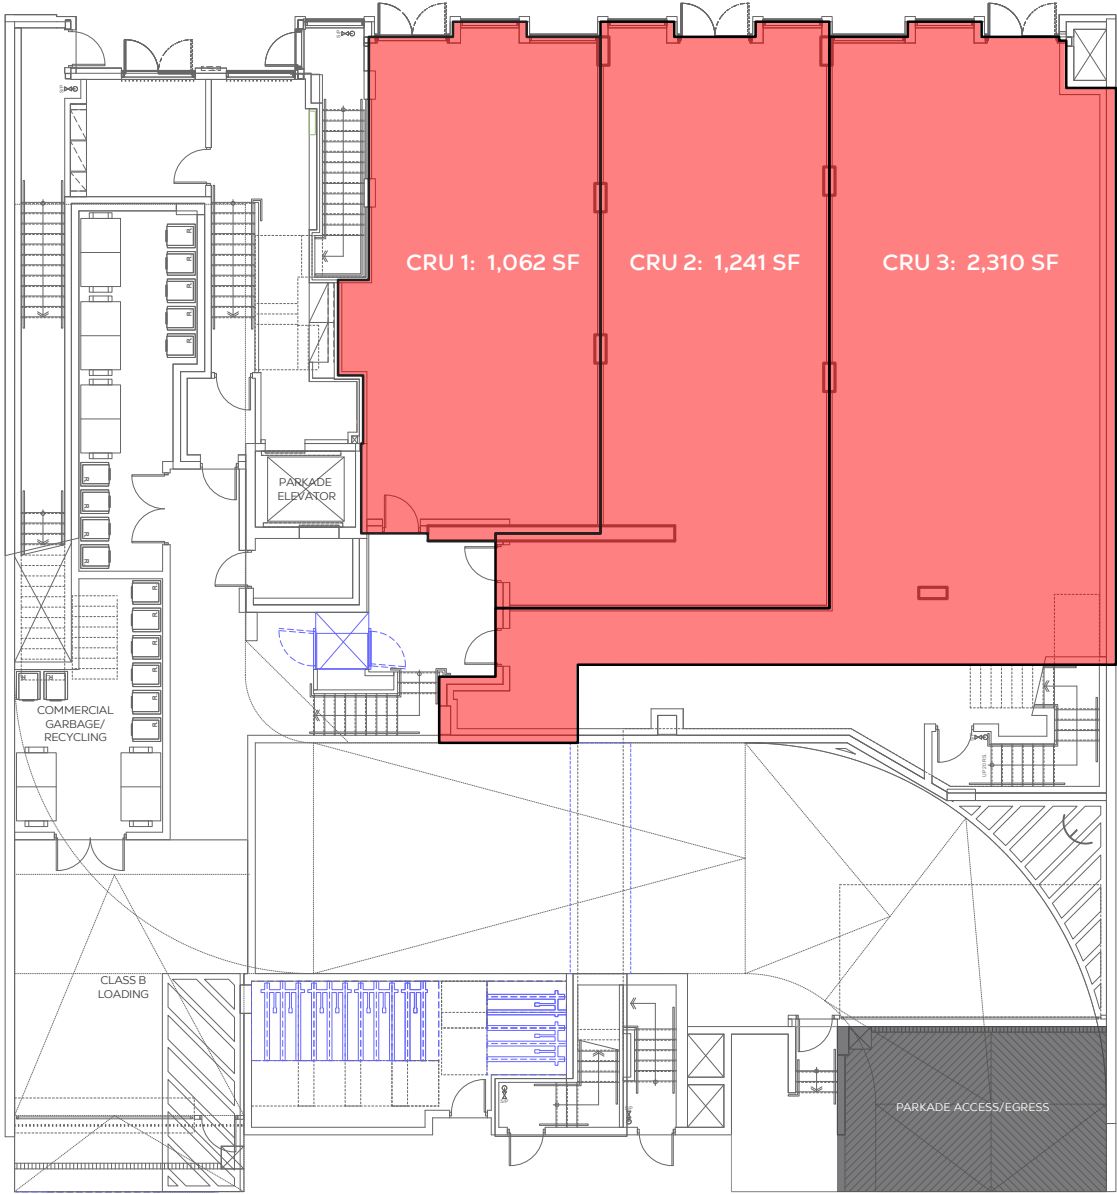 CRU 1: 1,062 SF
CRU 2: 1,241 SF
CRU 3: 2,310 SF
PARKADE
ELEVATOR
COMMERCIAL
GARBAGE/
RECYCLING
CLASS B
LOADING
PARKADE ACCESS/EGRESS